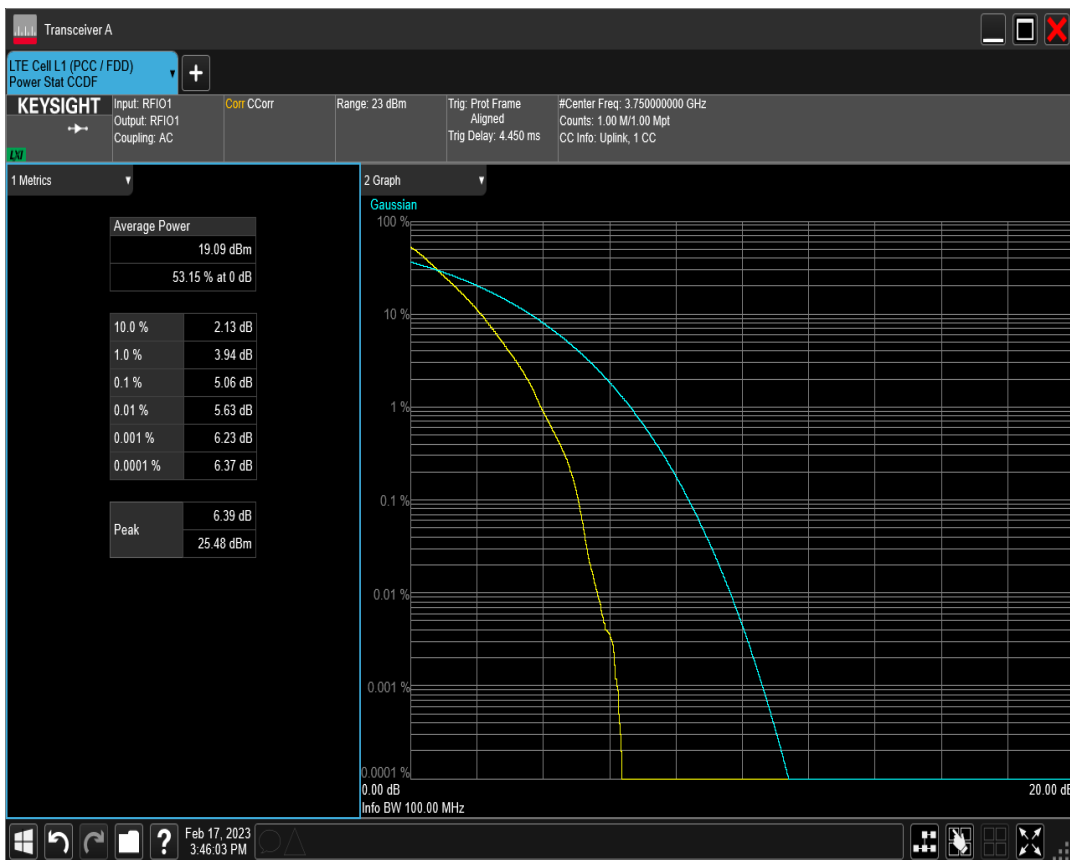 Transceiver A
LTE Cell L1 (PCC / FDD)
Power Stat CCDF
KEYSIGHT
LXI
Input: RFIO1
Output: RFIO1
Coupling: AC
Corr CCorr
Range: 23 dBm
Trig: Prot Frame
Aligned
Trig Delay: 4.450 ms
#Center Freq: 3.750000000 GHz
Counts: 1.00 M/1.00 Mpt
CC Info: Uplink, 1 CC
1 Metrics
Average Power
19.09 dBm
53.15 % at 0 dB
10.0 % 2.13 dB
1.0 % 3.94 dB
0.1 % 5.06 dB
0.01 % 5.63 dB
0.001 % 6.23 dB
0.0001 % 6.37 dB
Peak
6.39 dB
25.48 dBm
2 Graph
Gaussian
100 %
10 %
1 %
0.1 %
0.01 %
0.001 %
0.0001 %
0.00 dB 20.00 dB
Info BW 100.00 MHz
Feb 17, 2023
3:46:03 PM